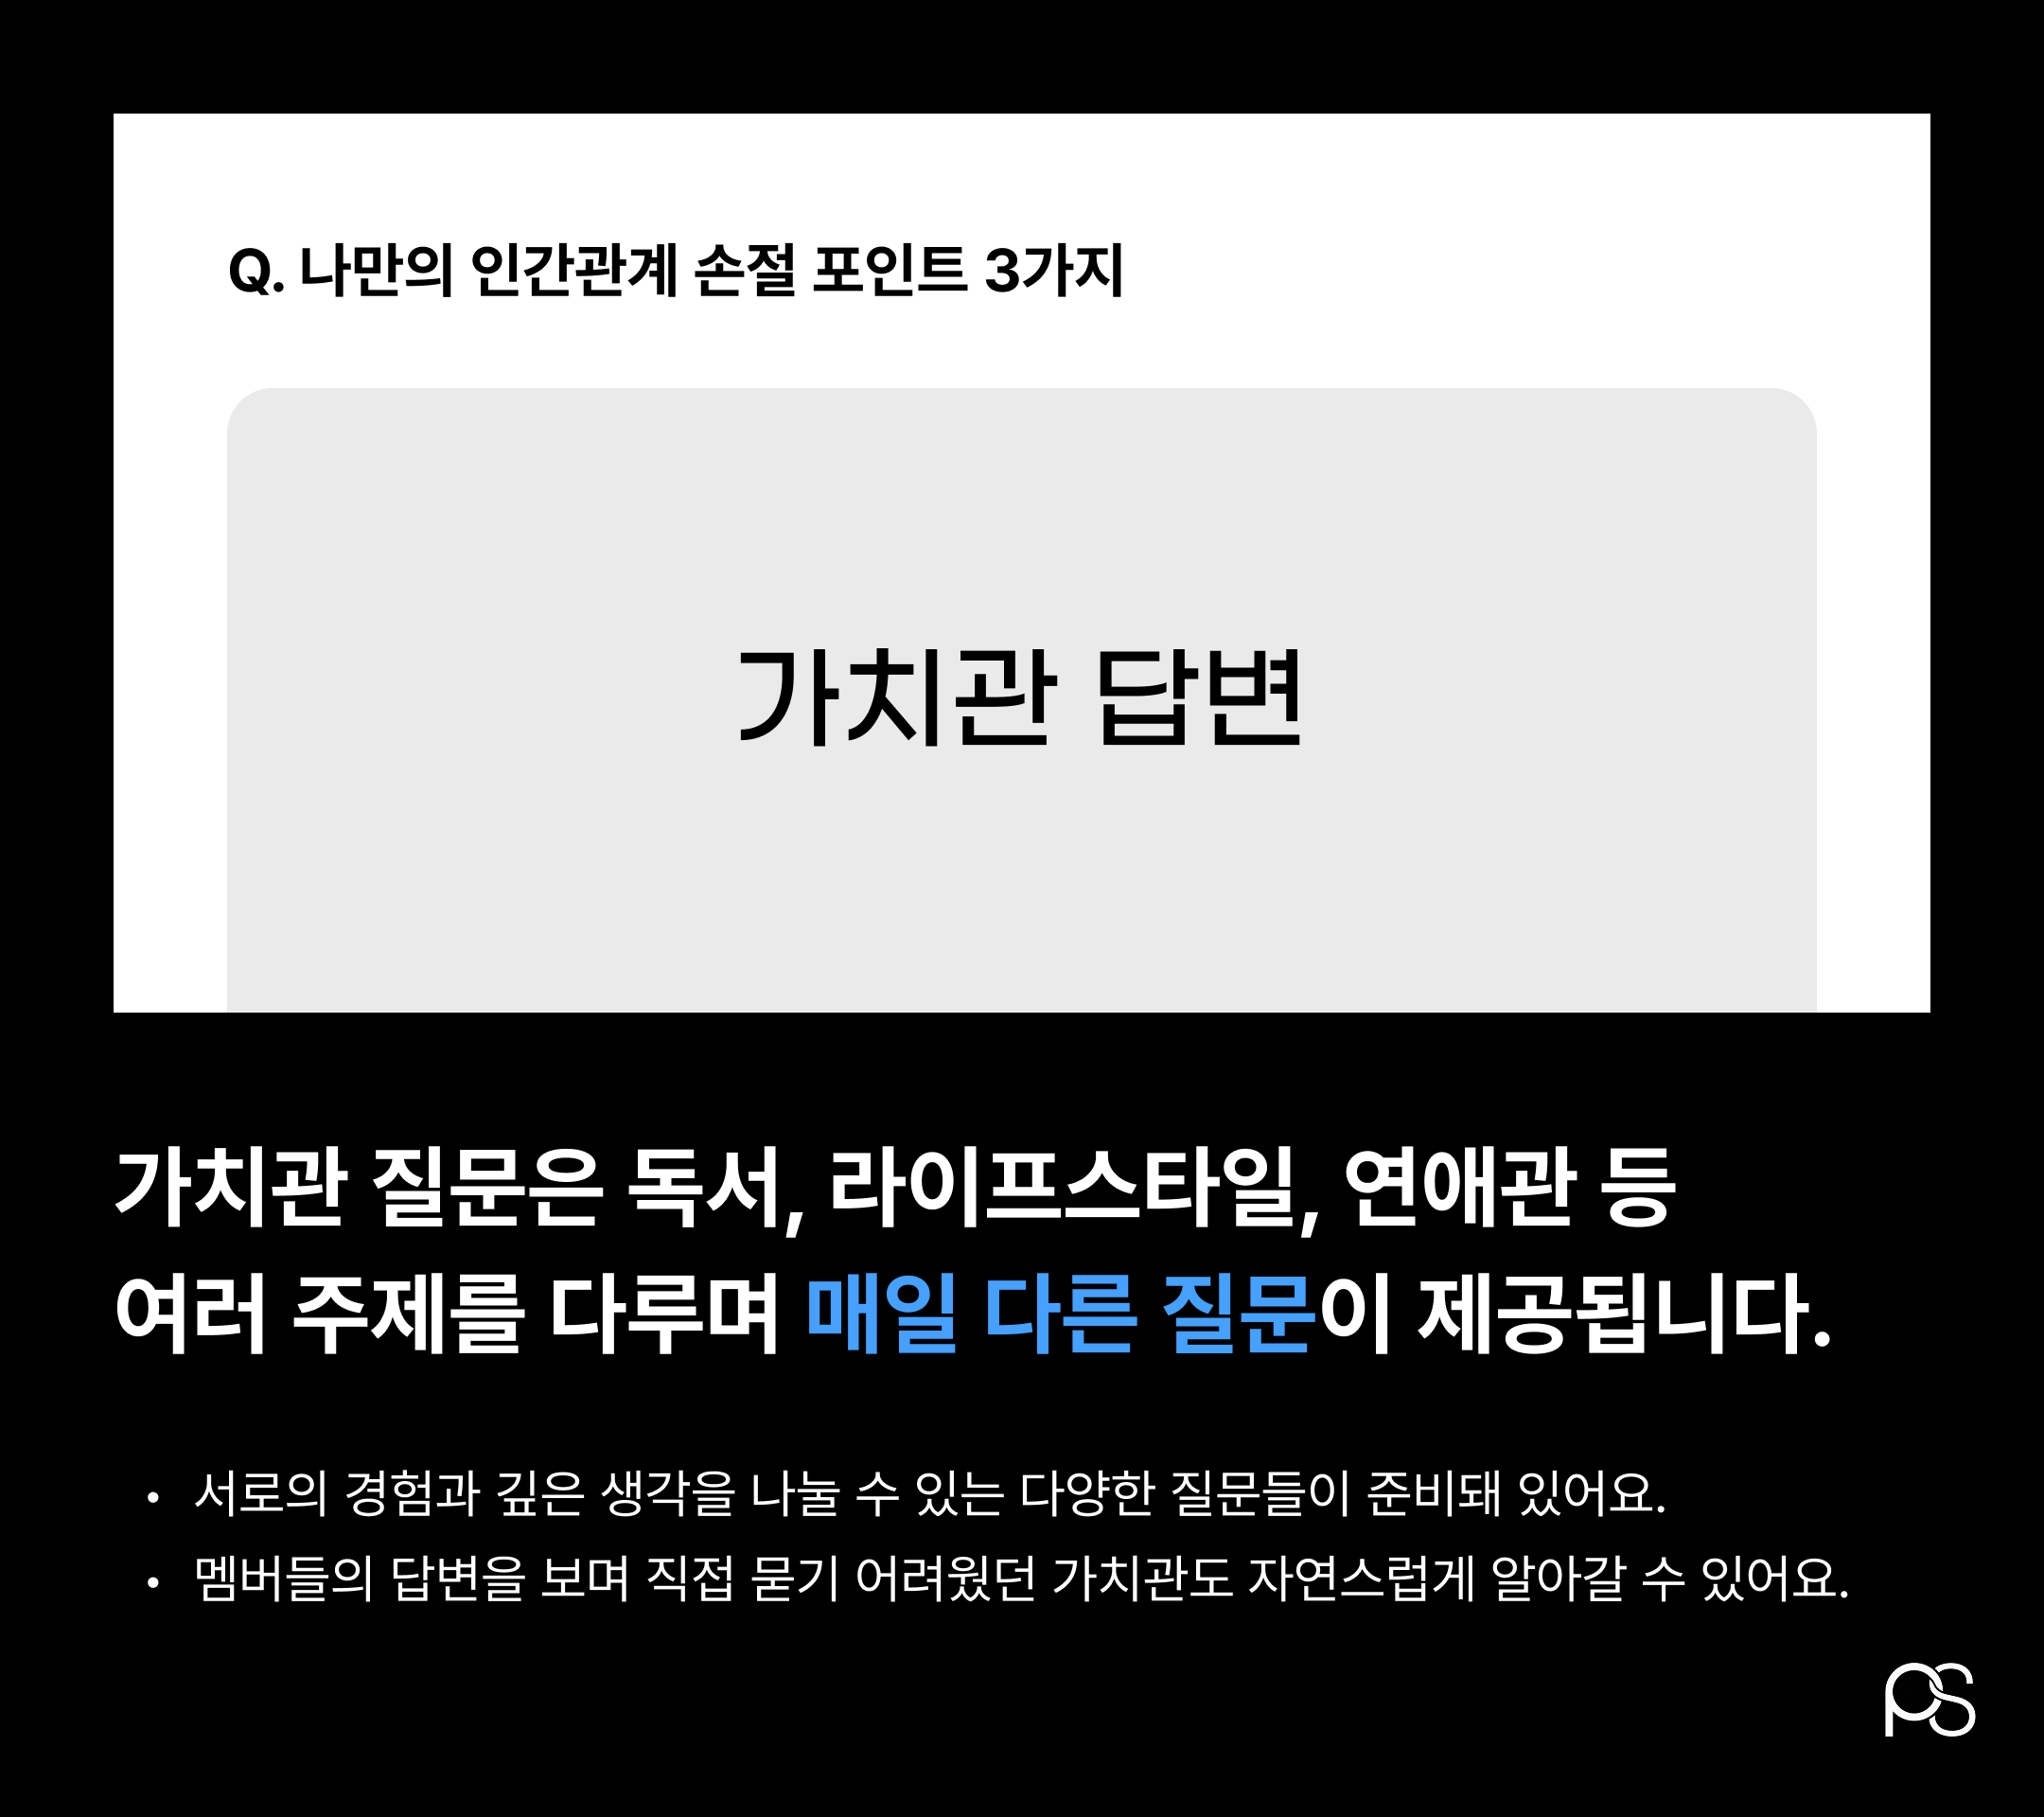 Q. 나만의 인간관계 손절 포인트 3가지
가치관 답변
가치관 질문은 독서, 라이프스타일, 연애관 등
여러 주제를 다르며 매일 다른 질문이 제공됩니다.
• 서로의 경험과 깊은 생각을 나눌 수 있는 다양한 질문들이 준비돼 있어요.
• 멤버들의 답변을 보며 직접 묻기 어려웠던 가치관도 자연스럽게 알아갈 수 있어요.
PS